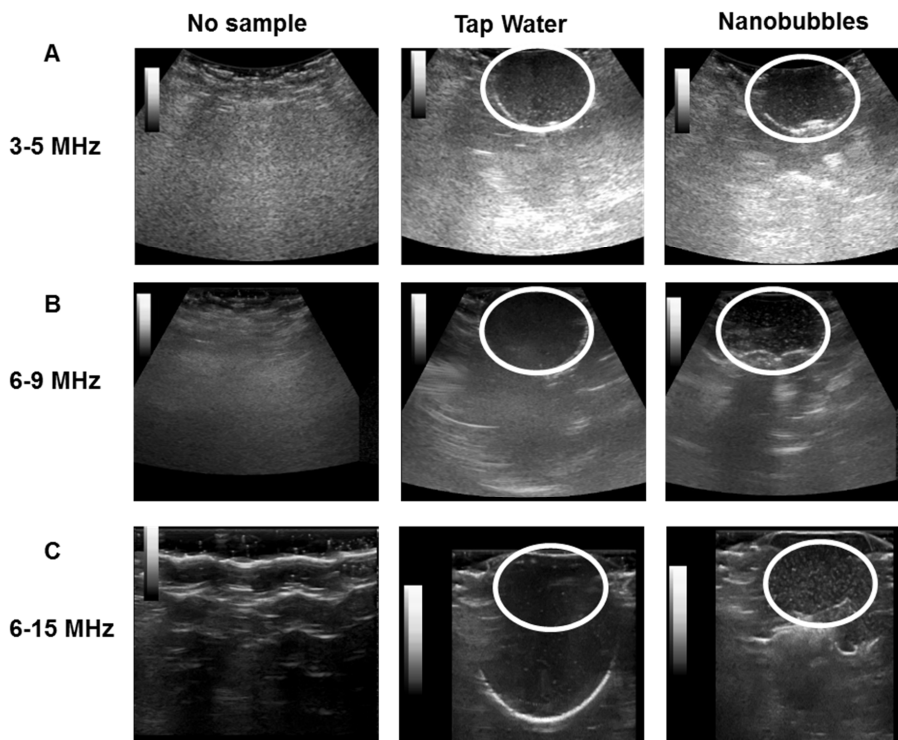 No sample Tap Water Nanobubbles
A
3-5 MHz
B
6-9 MHz
C
6-15 MHz